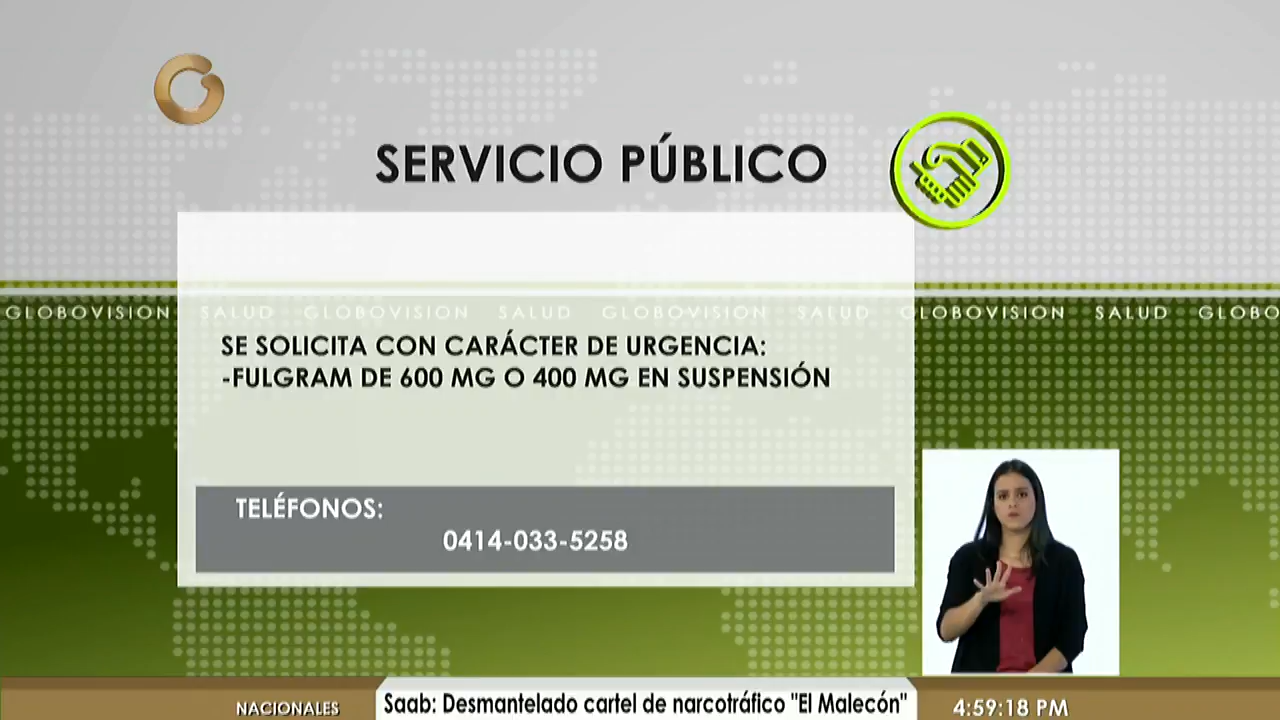 SERVICIO PÚBLICO
GLOBOVISION SALUD GLOBOVISION SALUD GLOBOVISION SALUD GLOBOVISION SALUD GLOBO
SE SOLICITA CON CARÁCTER DE URGENCIA:
-FULGRAM DE 600 MG O 400 MG EN SUSPENSIÓN
TELÉFONOS:
0414-033-5258
NACIONALES Saab: Desmantelado cartel de narcotráfico "El Malecón" 4:59:18 PM